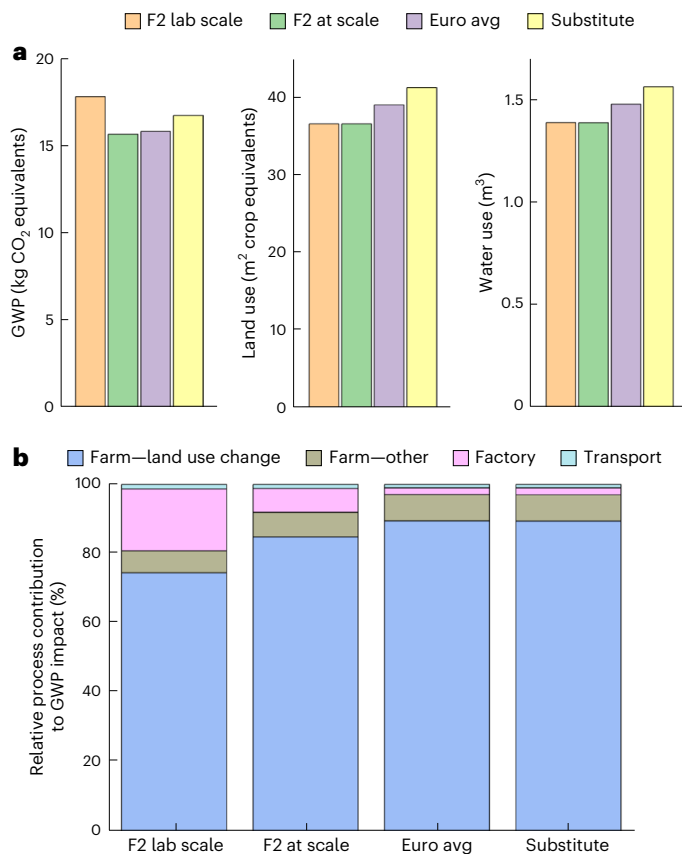 F2 lab scale F2 at scale Euro avg Substitute
a
20
15
10
5
0
GWP (kg CO2 equivalents)
40
30
20
10
0
Land use (m² crop equivalents)
1.5
1.0
0.5
0
Water use (m³)
b
Farm—land use change Farm—other Factory Transport
100
80
60
40
20
0
Relative process contribution
to GWP impact (%)
F2 lab scale F2 at scale Euro avg Substitute